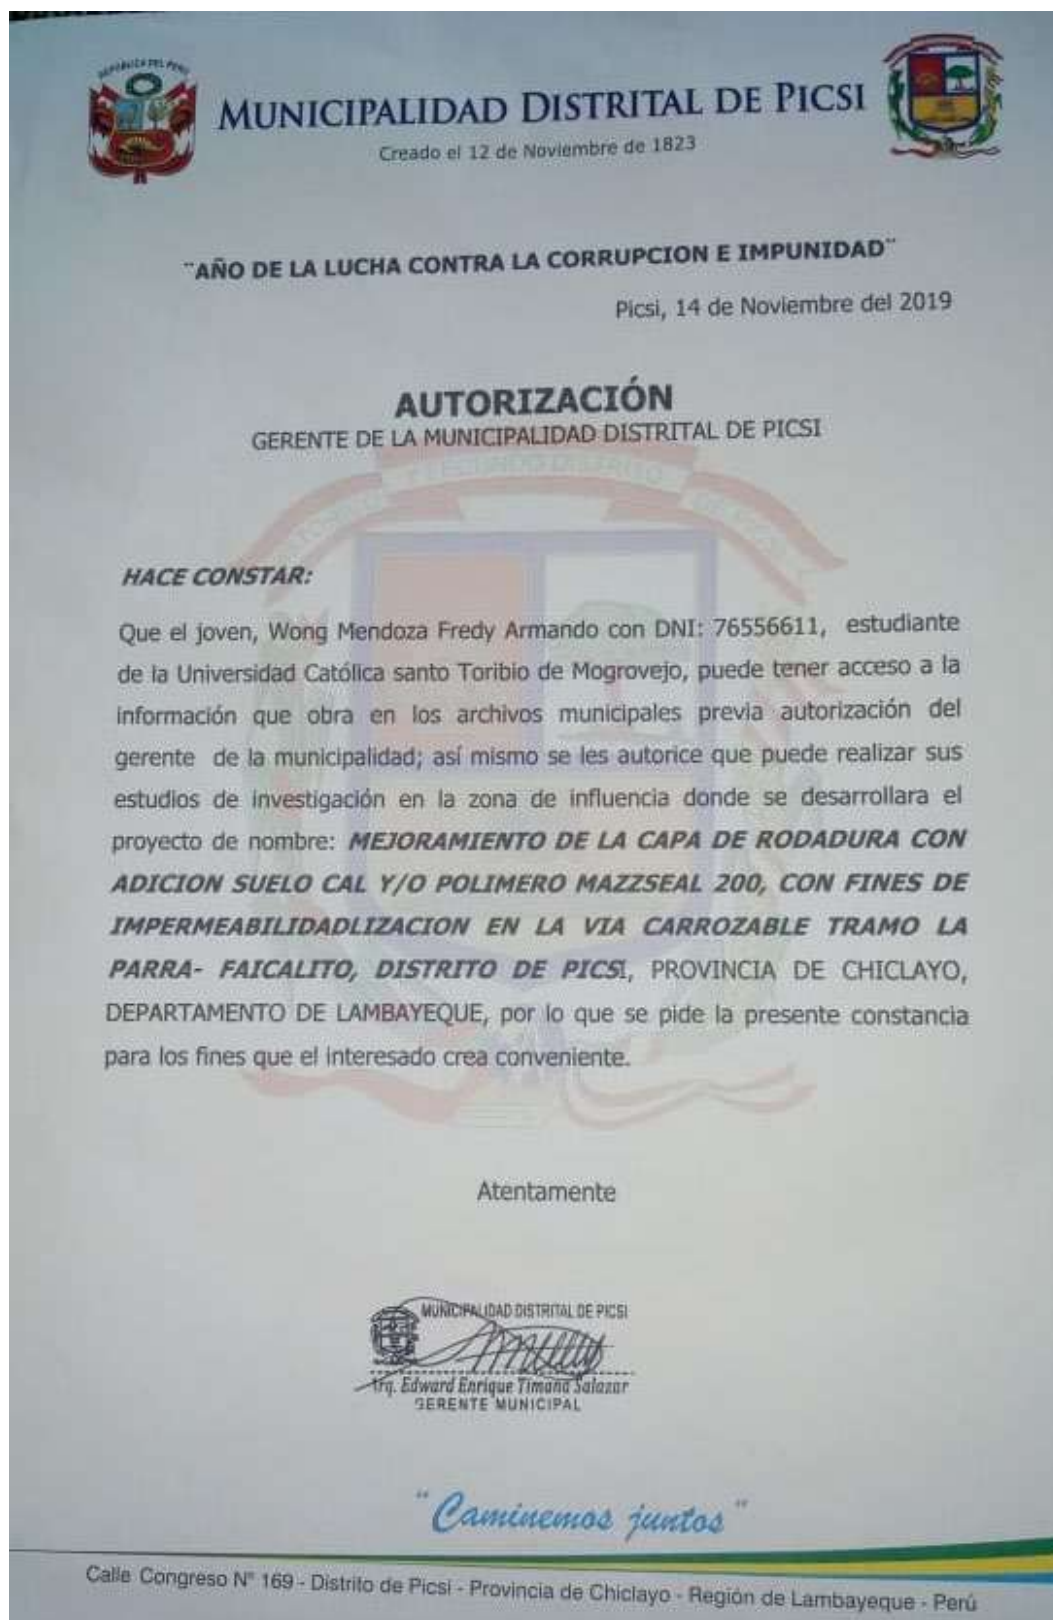 REPÚBLICA DEL PERÚ
MUNICIPALIDAD DISTRITAL DE PICSI
Creado el 12 de Noviembre de 1823
¨AÑO DE LA LUCHA CONTRA LA CORRUPCION E IMPUNIDAD¨
Picsi, 14 de Noviembre del 2019
AUTORIZACIÓN
GERENTE DE LA MUNICIPALIDAD DISTRITAL DE PICSI
Y FECUNDO DISTRITO
HACE CONSTAR:
Que el joven, Wong Mendoza Fredy Armando con DNI: 76556611, estudiante
de la Universidad Católica santo Toribio de Mogrovejo, puede tener acceso a la
información que obra en los archivos municipales previa autorización del
gerente de la municipalidad; así mismo se les autorice que puede realizar sus
estudios de investigación en la zona de influencia donde se desarrollara el
proyecto de nombre: MEJORAMIENTO DE LA CAPA DE RODADURA CON
ADICION SUELO CAL Y/O POLIMERO MAZZSEAL 200, CON FINES DE
IMPERMEABILIDADLIZACION EN LA VIA CARROZABLE TRAMO LA
PARRA- FAICALITO, DISTRITO DE PICSI, PROVINCIA DE CHICLAYO,
DEPARTAMENTO DE LAMBAYEQUE, por lo que se pide la presente constancia
para los fines que el interesado crea conveniente.
Atentamente
MUNICIPALIDAD DISTRITAL DE PICSI
Arq. Edward Enrique Timaná Salazar
GERENTE MUNICIPAL
"Caminemos juntos"
Calle Congreso N° 169 - Distrito de Picsi - Provincia de Chiclayo - Región de Lambayeque - Perú